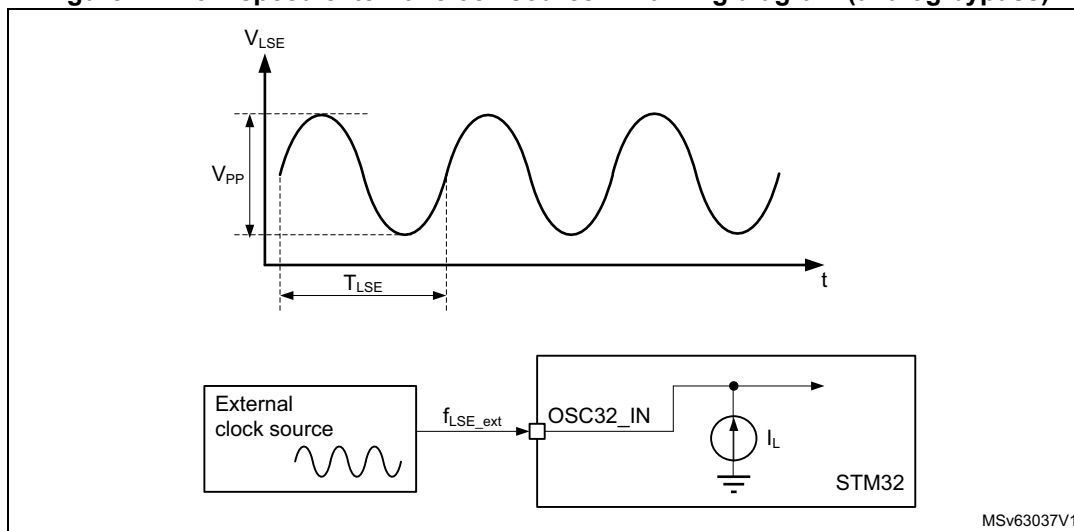 V_LSE
V_PP
T_LSE
t
External
clock source
f_LSE_ext
OSC32_IN
I_L
STM32
MSv63037V1